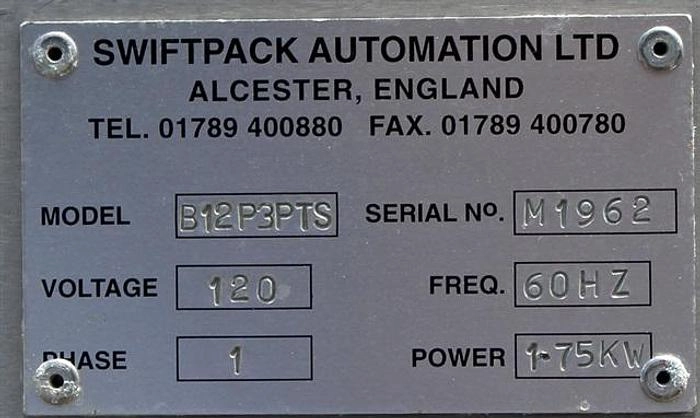 SWIFTPACK AUTOMATION LTD
ALCESTER, ENGLAND
TEL. 01789 400880 FAX. 01789 400780
MODEL B12P3PTS SERIAL No. M1962
VOLTAGE 120 FREQ. 60HZ
PHASE 1 POWER 1·75KW